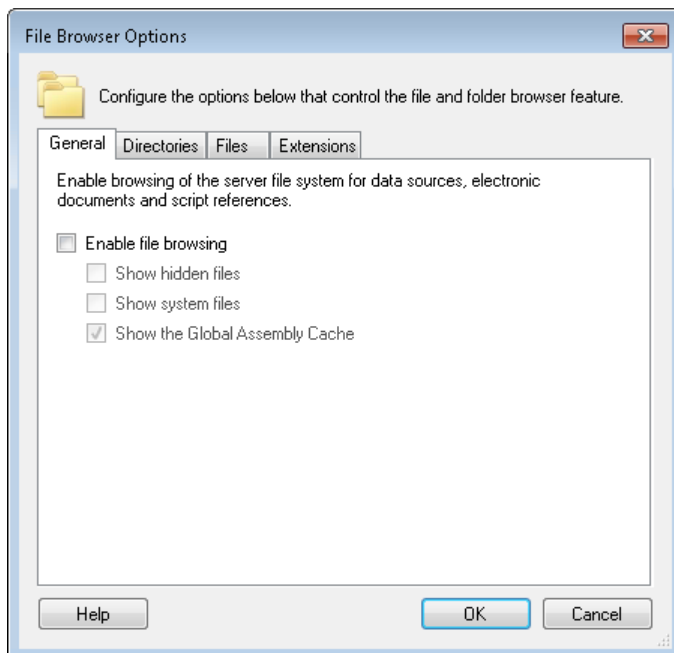 File Browser Options
Configure the options below that control the file and folder browser feature.
General Directories Files Extensions
Enable browsing of the server file system for data sources, electronic
documents and script references.
Enable file browsing
Show hidden files
Show system files
Show the Global Assembly Cache
Help OK Cancel